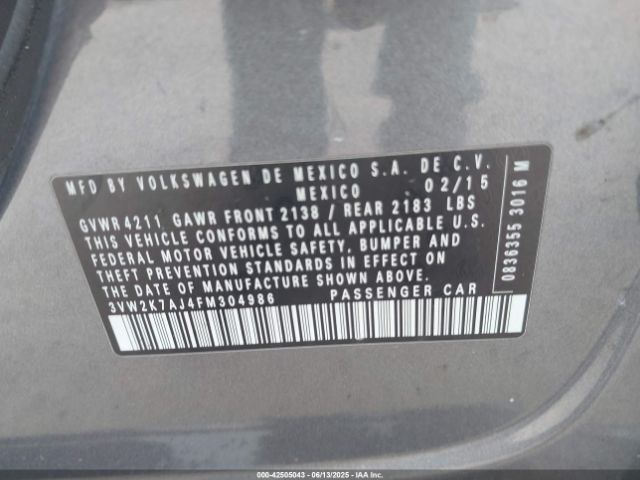 MFD BY VOLKSWAGEN DE MEXICO S.A. DE C.V.
MEXICO 02/15
GVWR 4211 GAWR FRONT 2138 / REAR 2183 LBS
THIS VEHICLE CONFORMS TO ALL APPLICABLE U.S.
FEDERAL MOTOR VEHICLE SAFETY, BUMPER AND
THEFT PREVENTION STANDARDS IN EFFECT ON
THE DATE OF MANUFACTURE SHOWN ABOVE.
3VW2K7AJ4FM304986 PASSENGER CAR
0836355 3016 M
000-42505043 - 06/13/2025 - IAAI.COM